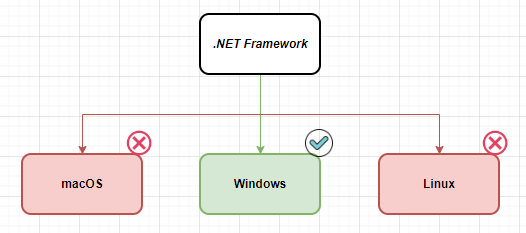 .NET Framework
macOS
Windows
Linux